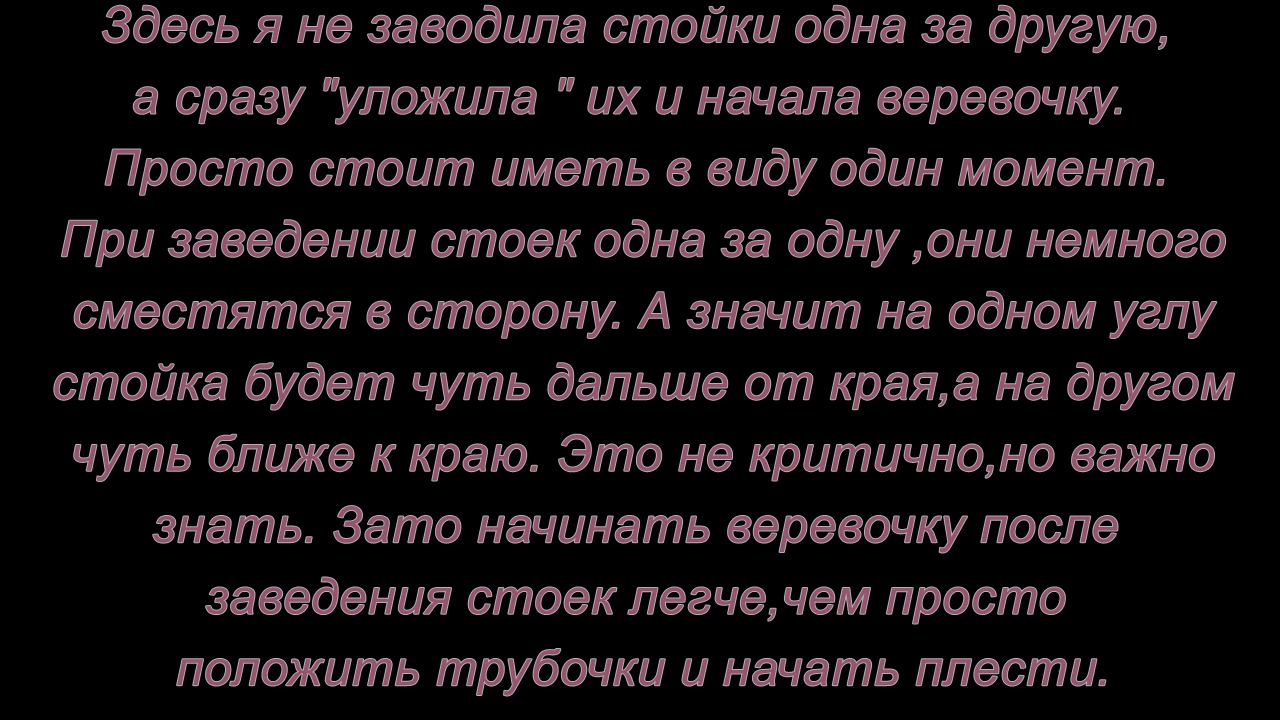 Здесь я не заводила стойки одна за другую,
а сразу "уложила " их и начала веревочку.
Просто стоит иметь в виду один момент.
При заведении стоек одна за одну ,они немного
сместятся в сторону. А значит на одном углу
стойка будет чуть дальше от края,а на другом
чуть ближе к краю. Это не критично,но важно
знать. Зато начинать веревочку после
заведения стоек легче,чем просто
положить трубочки и начать плести.